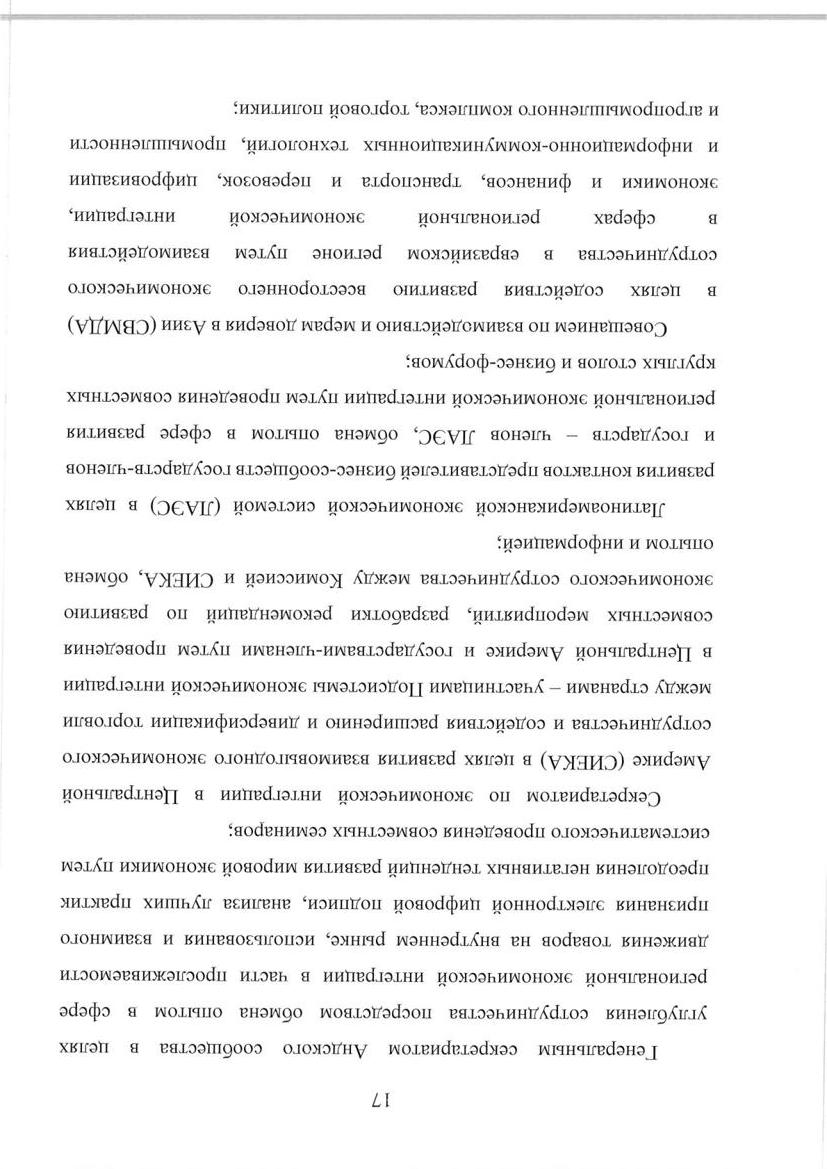 17
Генеральным секретариатом Андского сообщества в целях
углубления сотрудничества посредством обмена опытом в сфере
региональной экономической интеграции в части прослеживаемости
движения товаров на внутреннем рынке, использования и взаимного
признания электронной цифровой подписи, анализа лучших практик
преодоления негативных тенденций развития мировой экономики путем
систематического проведения совместных семинаров;
Секретариатом по экономической интеграции в Центральной
Америке (СИЕКА) в целях развития взаимовыгодного экономического
сотрудничества и содействия расширению и диверсификации торговли
между странами – участницами Подсистемы экономической интеграции
в Центральной Америке и государствами-членами путем проведения
совместных мероприятий, разработки рекомендаций по развитию
экономического сотрудничества между Комиссией и СИЕКА, обмена
опытом и информацией;
Латиноамериканской экономической системой (ЛАЭС) в целях
развития контактов представителей бизнес-сообществ государств-членов
и государств – членов ЛАЭС, обмена опытом в сфере развития
региональной экономической интеграции путем проведения совместных
круглых столов и бизнес-форумов;
Совещанием по взаимодействию и мерам доверия в Азии (СВМДА)
в целях содействия развитию всестороннего экономического
сотрудничества в евразийском регионе путем взаимодействия
в сферах региональной экономической интеграции,
экономики и финансов, транспорта и перевозок, цифровизации
и информационно-коммуникационных технологий, промышленности
и агропромышленного комплекса, торговой политики;